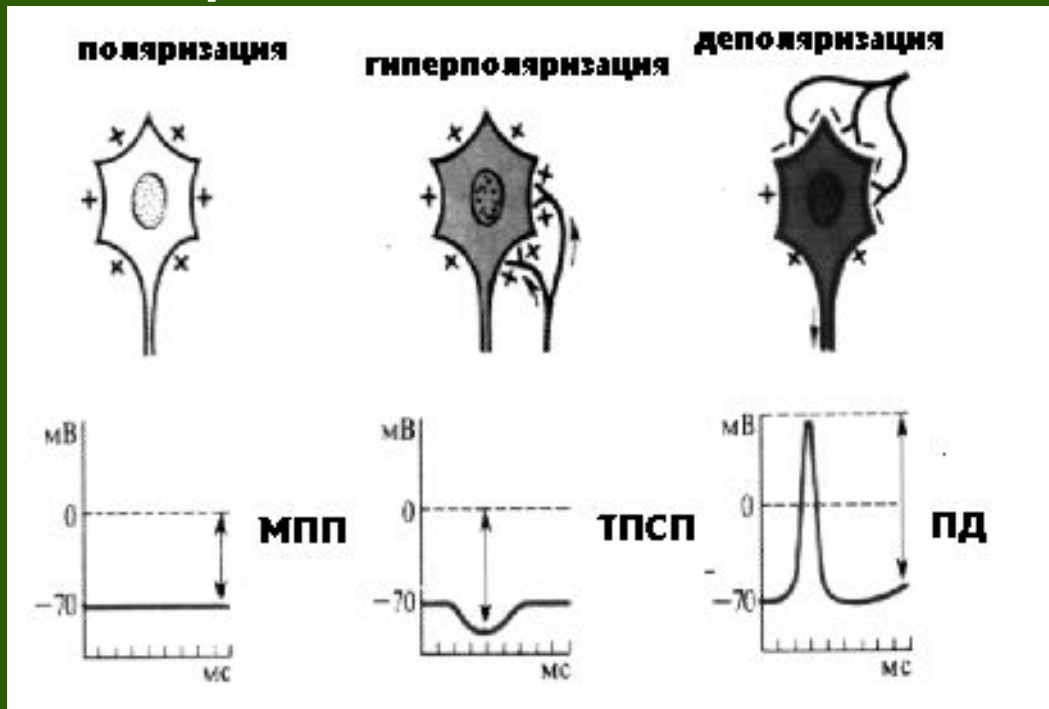 поляризация
гиперполяризация
деполяризация
мВ
0
−70
мс
МПП
мВ
0
−70
мс
ТПСП
мВ
0
−70
мс
ПД